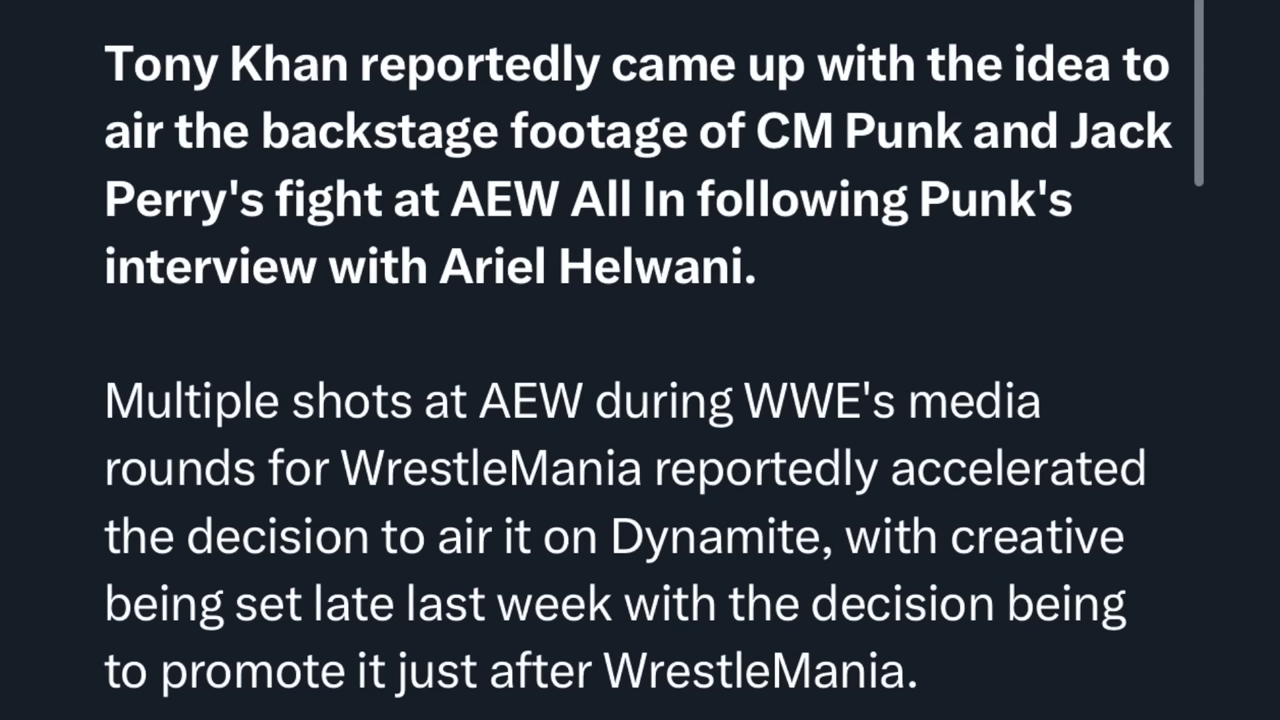 Tony Khan reportedly came up with the idea to
air the backstage footage of CM Punk and Jack
Perry's fight at AEW All In following Punk's
interview with Ariel Helwani.
Multiple shots at AEW during WWE's media
rounds for WrestleMania reportedly accelerated
the decision to air it on Dynamite, with creative
being set late last week with the decision being
to promote it just after WrestleMania.